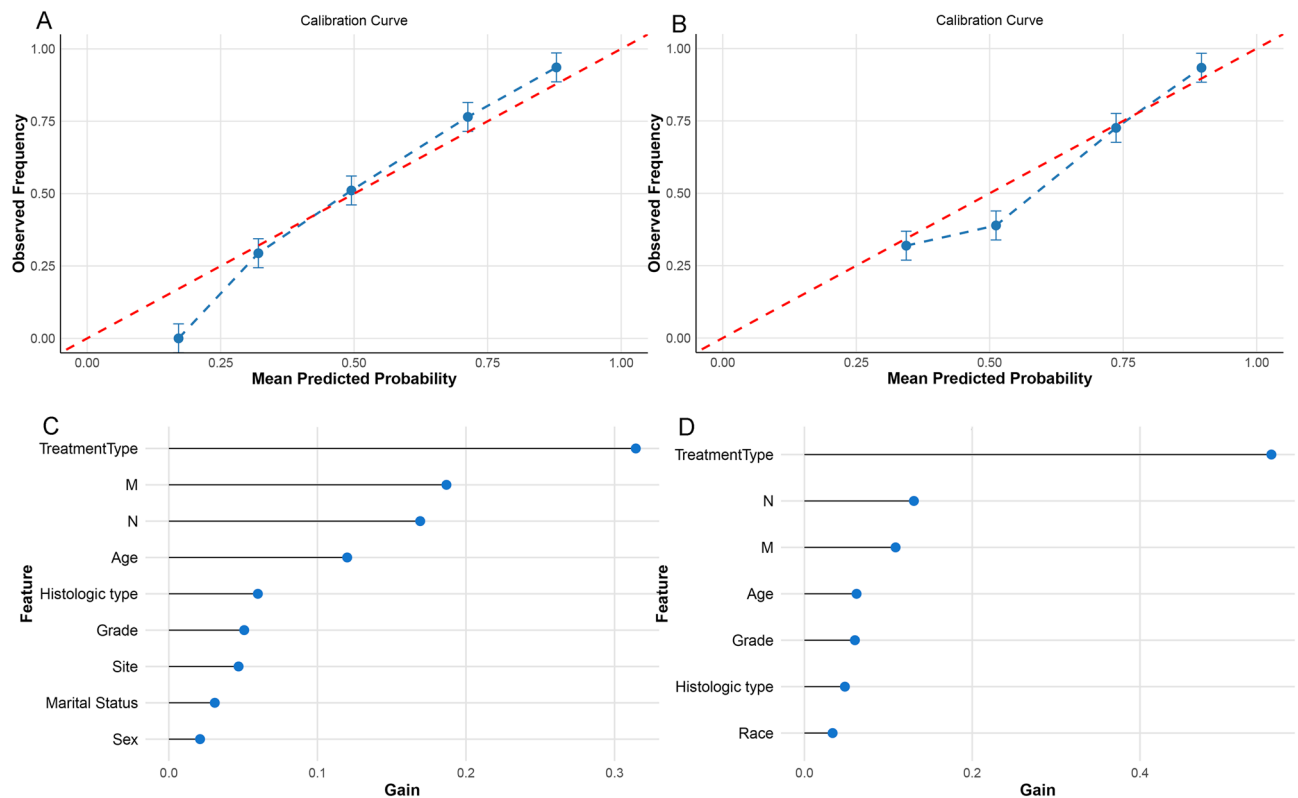 A
Calibration Curve
1.00
0.75
0.50
0.25
0.00
Observed Frequency
0.00 0.25 0.50 0.75 1.00
Mean Predicted Probability
B
Calibration Curve
1.00
0.75
0.50
0.25
0.00
Observed Frequency
0.00 0.25 0.50 0.75 1.00
Mean Predicted Probability
C
TreatmentType
M
N
Age
Histologic type
Grade
Site
Marital Status
Sex
Feature
0.0 0.1 0.2 0.3
Gain
D
TreatmentType
N
M
Age
Grade
Histologic type
Race
Feature
0.0 0.2 0.4
Gain